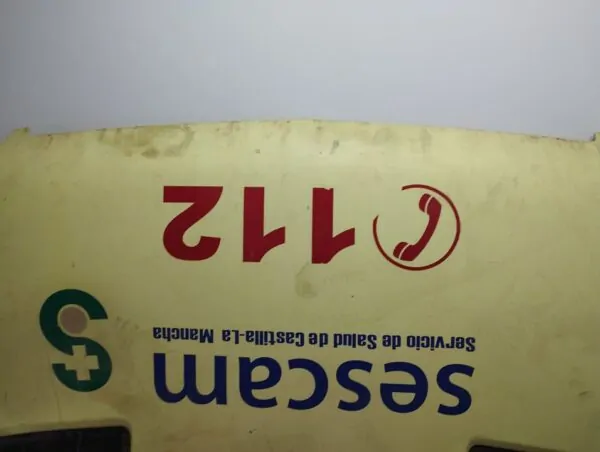 sescam
Servicio de Salud de Castilla-La Mancha
112